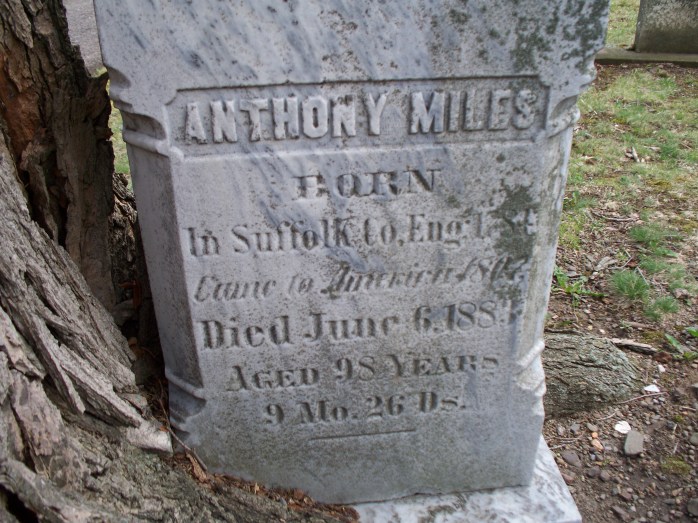 ANTHONY MILES
BORN
In Suffolk Co, Eng'd,
Came to America
Died June 6,
AGED 98 YEARS
9 Mo. 26 Ds.